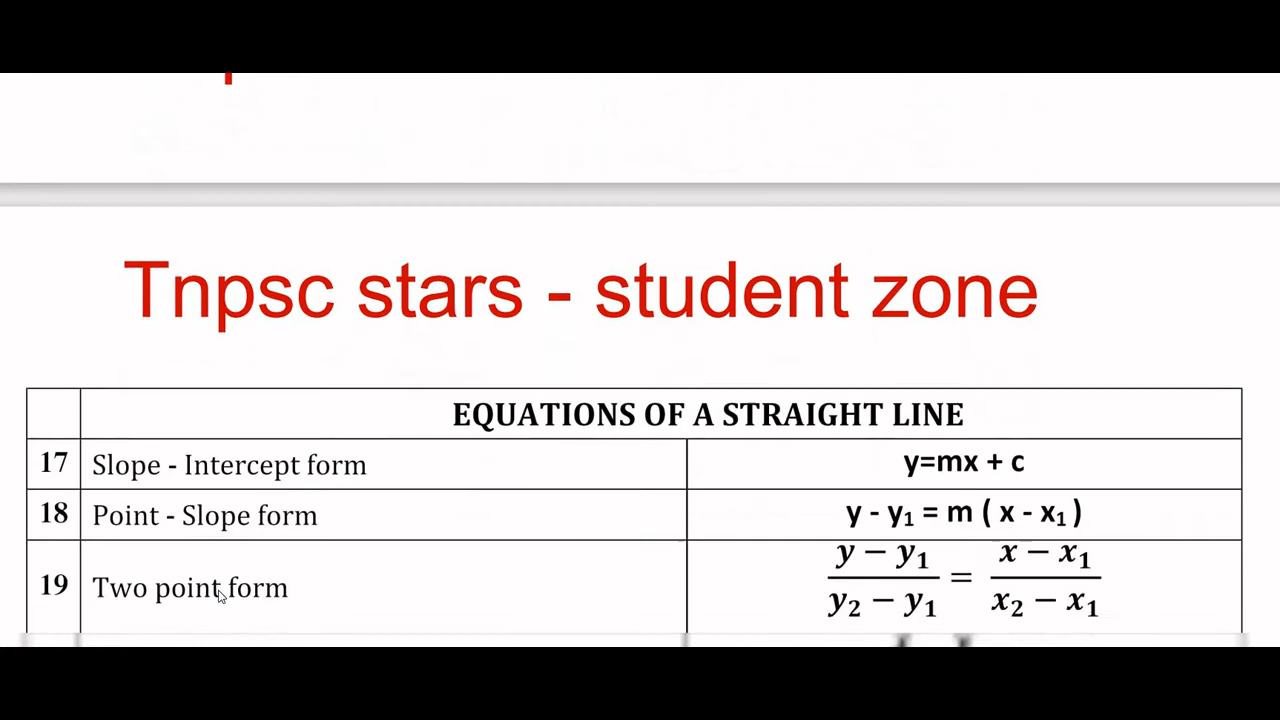 Tnpsc stars - student zone
EQUATIONS OF A STRAIGHT LINE
17 Slope - Intercept form y=mx + c
18 Point - Slope form y - y₁ = m ( x - x₁ )
19 Two point form (y − y₁)/(y₂ − y₁) = (x − x₁)/(x₂ − x₁)